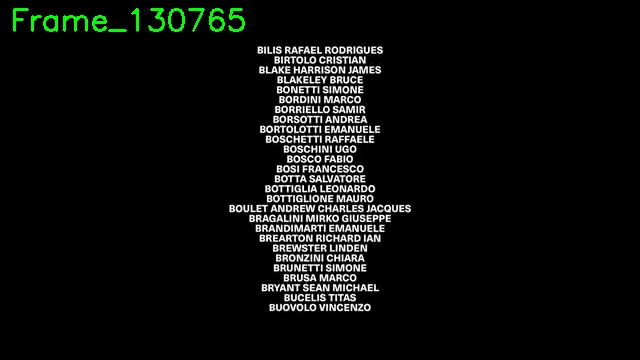 Frame_130765
BILIS RAFAEL RODRIGUES
BIRTOLO CRISTIAN
BLAKE HARRISON JAMES
BLAKELEY BRUCE
BONETTI SIMONE
BORDINI MARCO
BORRIELLO SAMIR
BORSOTTI ANDREA
BORTOLOTTI EMANUELE
BOSCHETTI RAFFAELE
BOSCHINI UGO
BOSCO FABIO
BOSI FRANCESCO
BOTTA SALVATORE
BOTTIGLIA LEONARDO
BOTTIGLIONE MAURO
BOULET ANDREW CHARLES JACQUES
BRAGALINI MIRKO GIUSEPPE
BRANDIMARTI EMANUELE
BREARTON RICHARD IAN
BREWSTER LINDEN
BRONZINI CHIARA
BRUNETTI SIMONE
BRUSA MARCO
BRYANT SEAN MICHAEL
BUCELIS TITAS
BUOVOLO VINCENZO